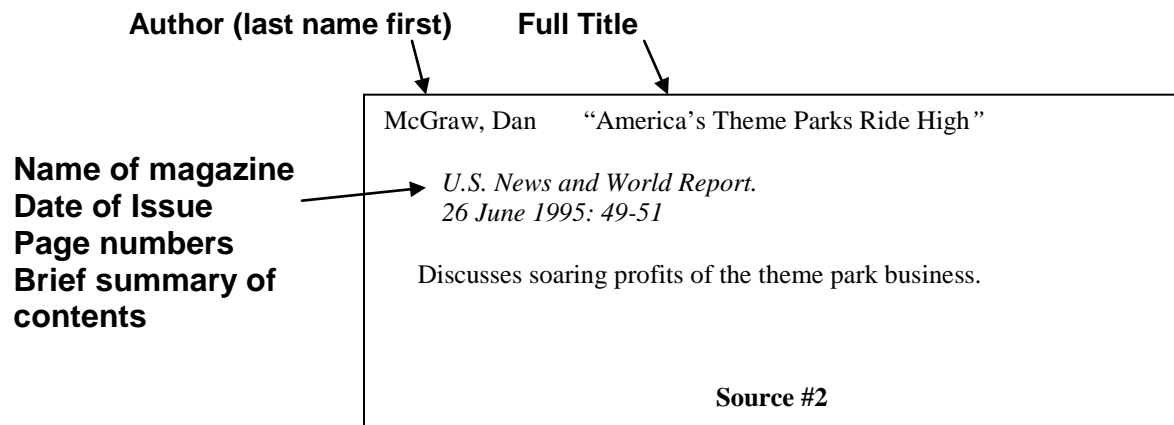 Author (last name first) Full Title
McGraw, Dan “America’s Theme Parks Ride High”
Name of magazine
Date of Issue
Page numbers
Brief summary of
contents
U.S. News and World Report.
26 June 1995: 49-51
Discusses soaring profits of the theme park business.
Source #2